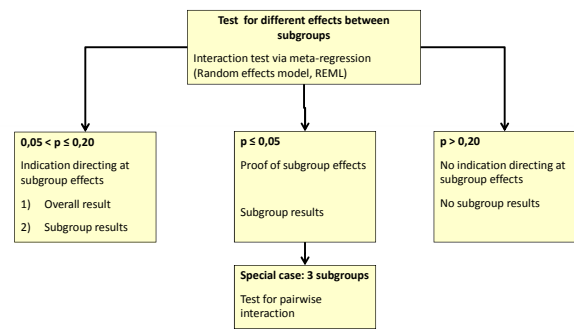 Test for different effects between
subgroups
Interaction test via meta-regression
(Random effects model, REML)
0,05 < p ≤ 0,20
Indication directing at
subgroup effects
1) Overall result
2) Subgroup results
p ≤ 0,05
Proof of subgroup effects
Subgroup results
p > 0,20
No indication directing at
subgroup effects
No subgroup results
Special case: 3 subgroups
Test for pairwise
interaction